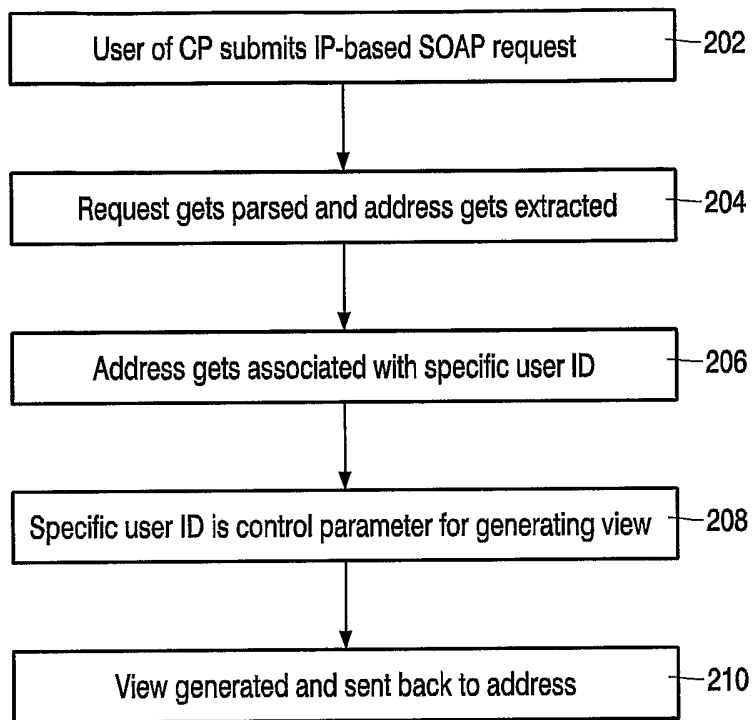 User of CP submits IP-based SOAP request 202
Request gets parsed and address gets extracted 204
Address gets associated with specific user ID 206
Specific user ID is control parameter for generating view 208
View generated and sent back to address 210